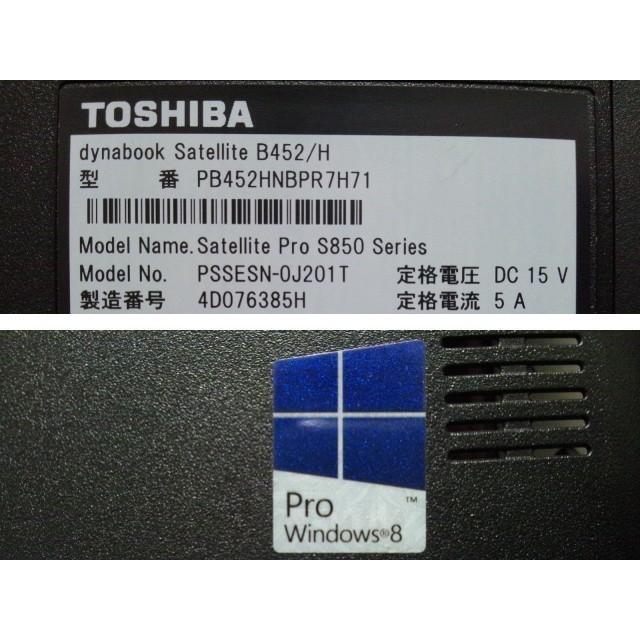 TOSHIBA
dynabook Satellite B452/H
型 番 PB452HNBPR7H71
Model Name. Satellite Pro S850 Series
Model No. PSSESN-0J201T 定格電圧 DC 15 V
製造番号 4D076385H 定格電流 5 A
Pro ™
Windows®8